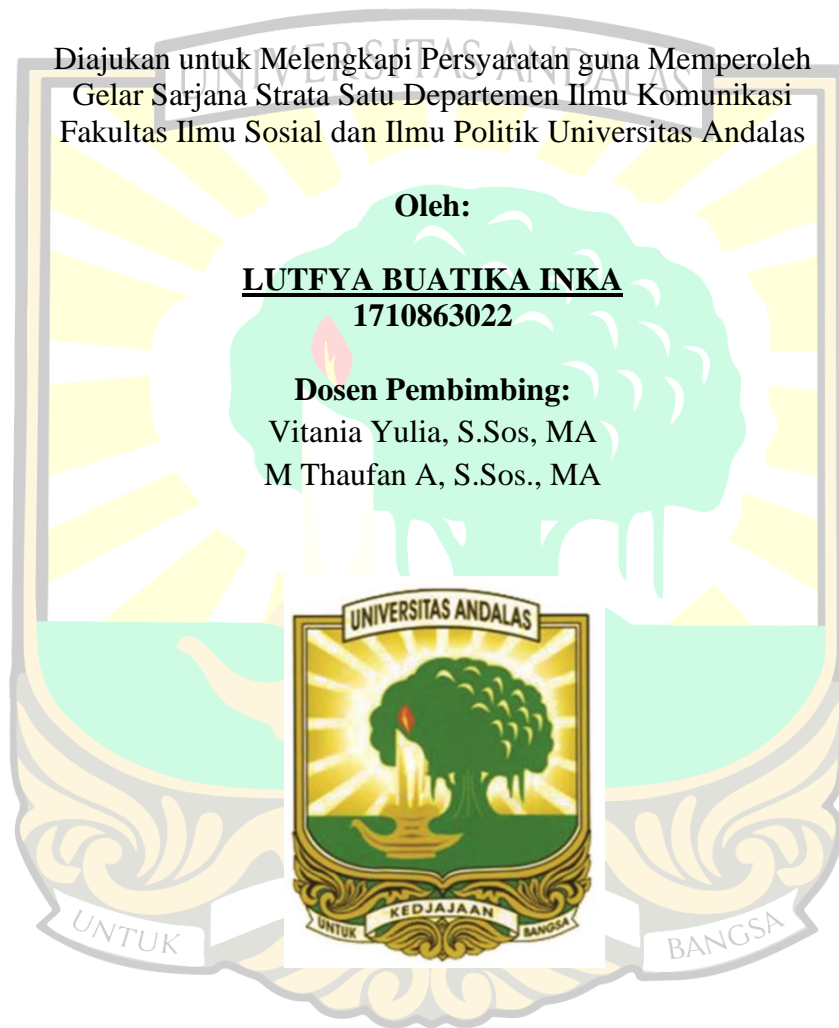 Diajukan untuk Melengkapi Persyaratan guna Memperoleh
Gelar Sarjana Strata Satu Departemen Ilmu Komunikasi
Fakultas Ilmu Sosial dan Ilmu Politik Universitas Andalas
Oleh:
LUTFYA BUATIKA INKA
1710863022
Dosen Pembimbing:
Vitania Yulia, S.Sos, MA
M Thaufan A, S.Sos., MA
UNIVERSITAS ANDALAS
UNTUK KEDJAJAAN BANGSA
UNIVERSITAS ANDALAS
UNTUK BANGSA